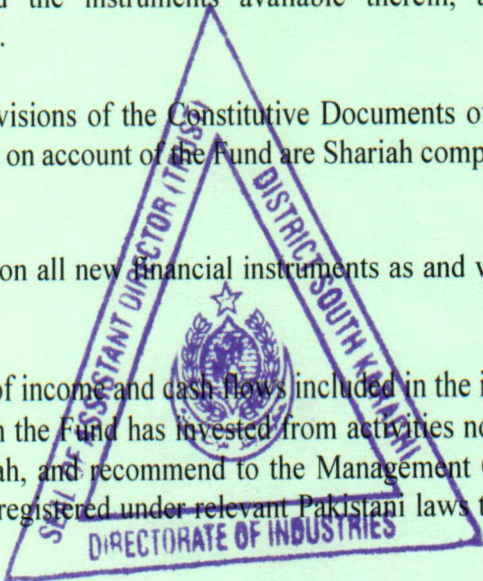 d the instruments available therein, a
.
visions of the Constitutive Documents of
on account of the Fund are Shariah comp
on all new financial instruments as and v
of income and cash flows included in the i
n the Fund has invested from activities no
ah, and recommend to the Management
registered under relevant Pakistani laws t
SEAL OF ASSISTANT DIRECTOR (TRUST)
DISTRICT SOUTH KARACHI
DIRECTORATE OF INDUSTRIES